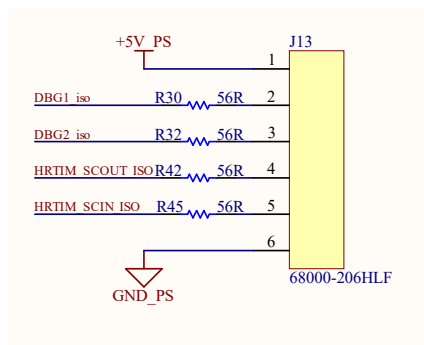 +5V_PS
J13
1
DBG1_iso R30 56R 2
DBG2_iso R32 56R 3
HRTIM_SCOUT_ISO R42 56R 4
HRTIM_SCIN_ISO R45 56R 5
6
GND_PS
68000-206HLF